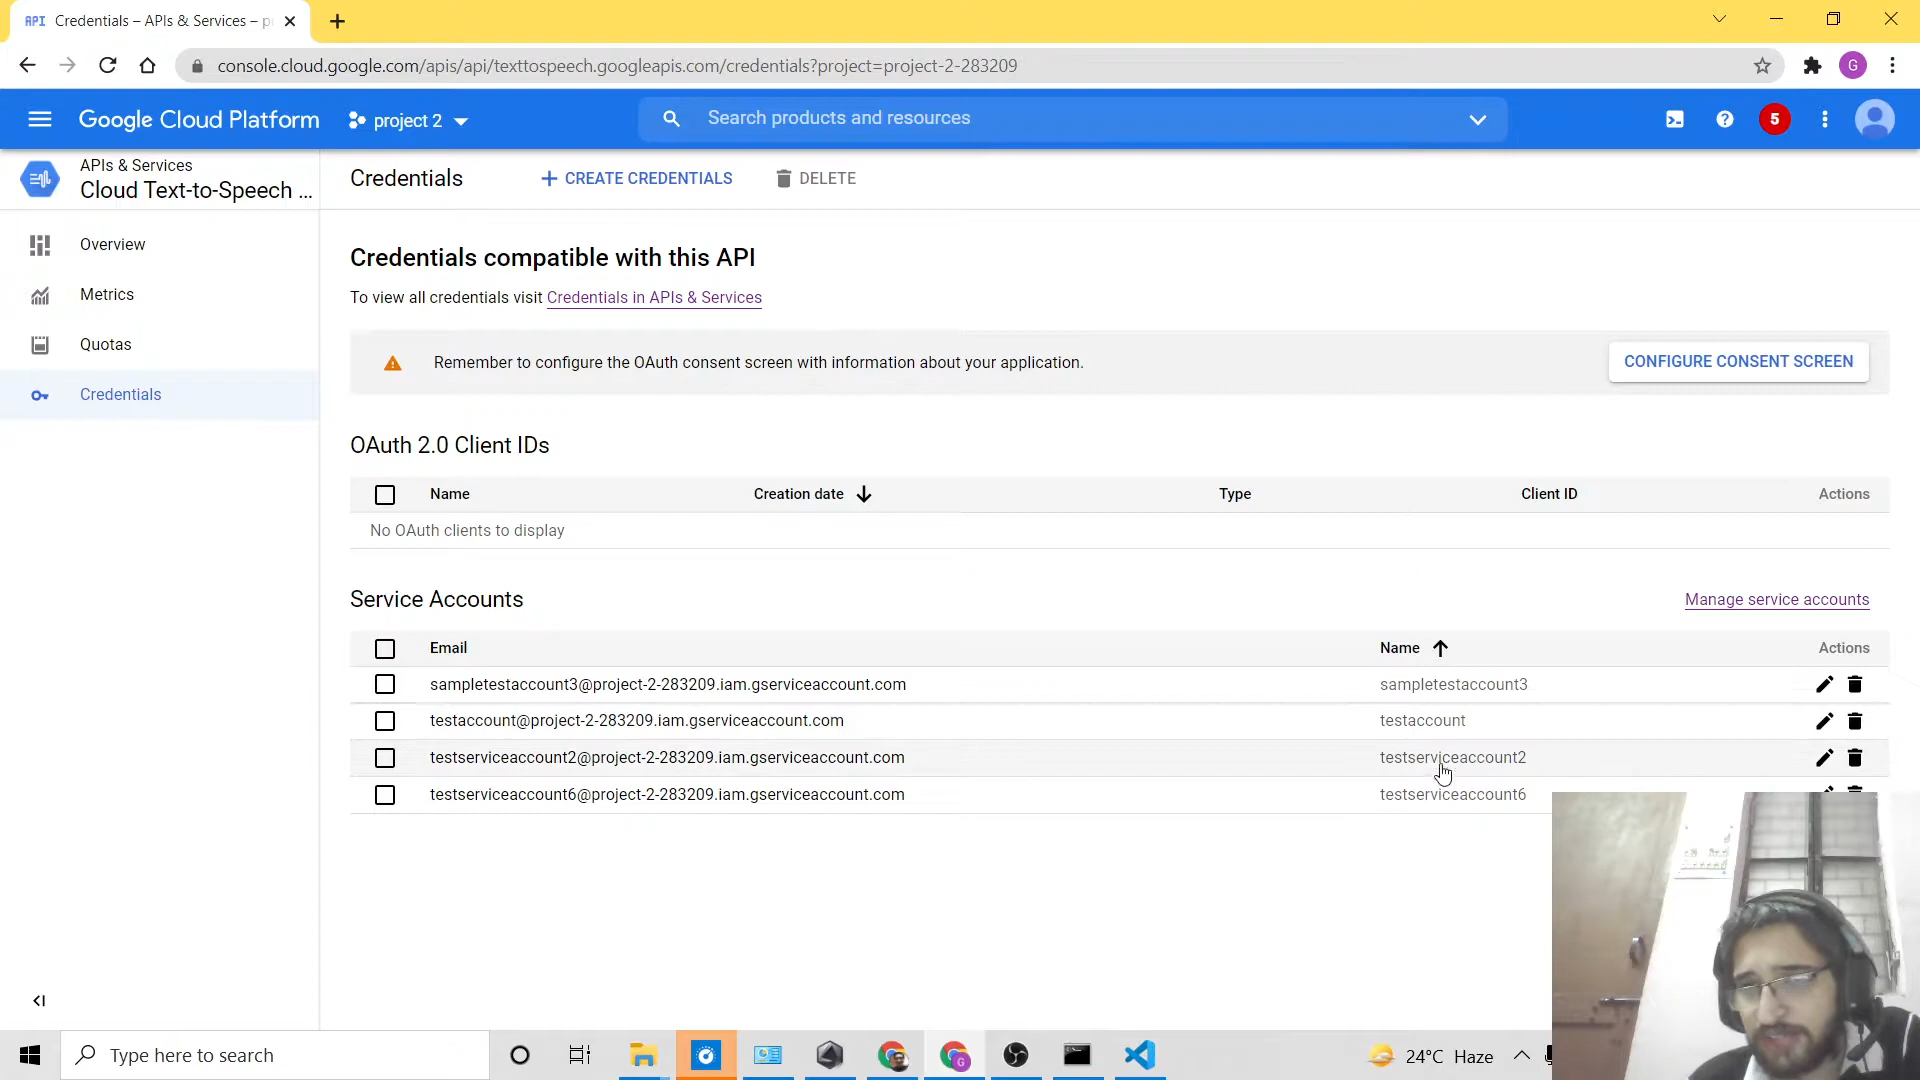 API Credentials – APIs & Services – p
console.cloud.google.com/apis/api/texttospeech.googleapis.com/credentials?project=project-2-283209
G
Google Cloud Platform
project 2
Search products and resources
5
APIs & Services
Cloud Text-to-Speech ...
Credentials
CREATE CREDENTIALS
DELETE
Overview
Metrics
Quotas
Credentials
Credentials compatible with this API
To view all credentials visit Credentials in APIs & Services
Remember to configure the OAuth consent screen with information about your application.
CONFIGURE CONSENT SCREEN
OAuth 2.0 Client IDs
Name Creation date Type Client ID Actions
No OAuth clients to display
Service Accounts
Manage service accounts
Email Name Actions
sampletestaccount3@project-2-283209.iam.gserviceaccount.com sampletestaccount3
testaccount@project-2-283209.iam.gserviceaccount.com testaccount
testserviceaccount2@project-2-283209.iam.gserviceaccount.com testserviceaccount2
testserviceaccount6@project-2-283209.iam.gserviceaccount.com testserviceaccount6
Type here to search
G
24°C Haze